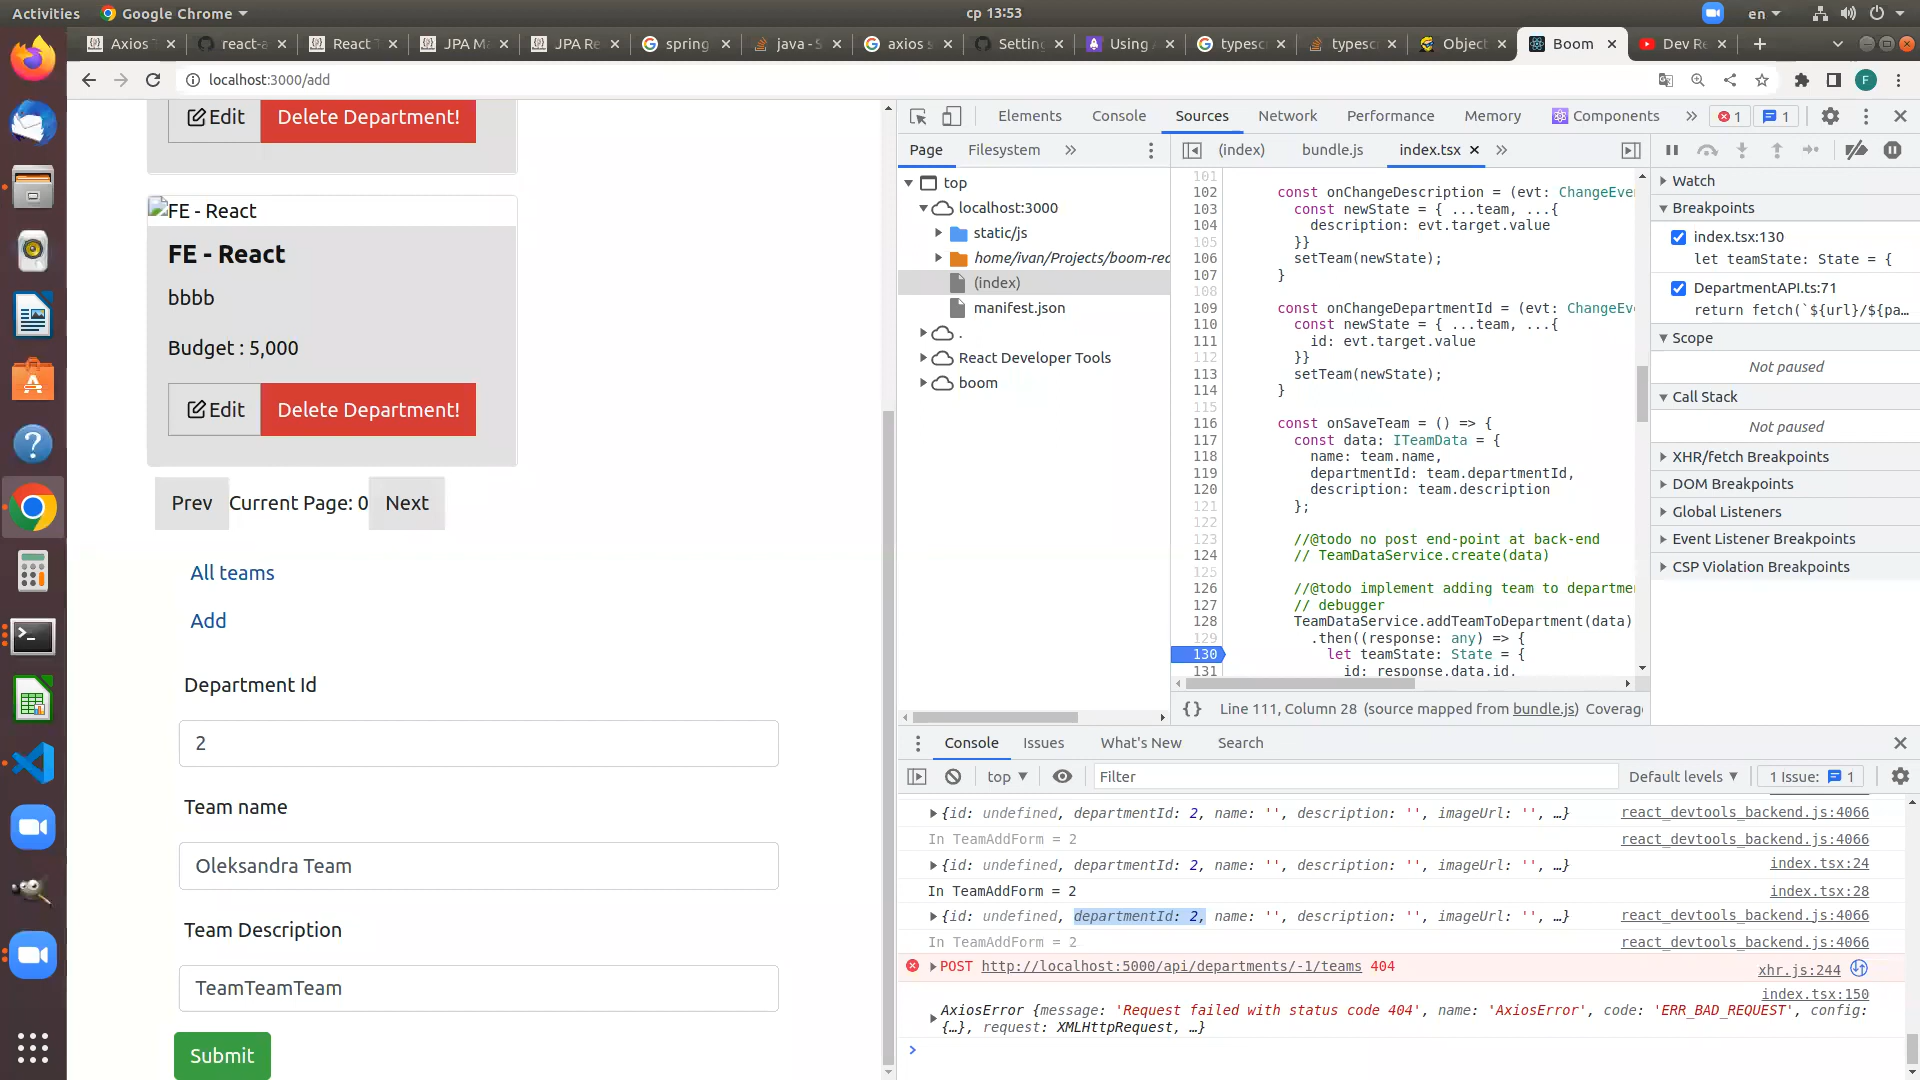 Activities
Google Chrome
ср 13:53
en
Axios T
react-a
React T
JPA Ma
JPA Re
spring
java - S
axios s
Setting
Using A
typesc
typesc
Object
Boom
Dev Re
localhost:3000/add
F
Edit
Delete Department!
FE - React
FE - React
bbbb
Budget : 5,000
Edit
Delete Department!
Prev
Current Page: 0
Next
All teams
Add
Department Id
2
Team name
Oleksandra Team
Team Description
TeamTeamTeam
Submit
Elements
Console
Sources
Network
Performance
Memory
Components
1
1
Page
Filesystem
top
localhost:3000
static/js
home/ivan/Projects/boom-rea
(index)
manifest.json
.
React Developer Tools
boom
(index)
bundle.js
index.tsx
101
102 const onChangeDescription = (evt: ChangeEve
103 const newState = { ...team, ...{
104 description: evt.target.value
105 }}
106 setTeam(newState);
107 }
108
109 const onChangeDepartmentId = (evt: ChangeEv
110 const newState = { ...team, ...{
111 id: evt.target.value
112 }}
113 setTeam(newState);
114 }
115
116 const onSaveTeam = () => {
117 const data: ITeamData = {
118 name: team.name,
119 departmentId: team.departmentId,
120 description: team.description
121 };
122
123 //@todo no post end-point at back-end
124 // TeamDataService.create(data)
125
126 //@todo implement adding team to departmen
127 // debugger
128 TeamDataService.addTeamToDepartment(data)
129 .then((response: any) => {
130 let teamState: State = {
131 id: response.data.id,
{} Line 111, Column 28 (source mapped from bundle.js) Coverag
Watch
Breakpoints
index.tsx:130
let teamState: State = {
DepartmentAPI.ts:71
return fetch(`${url}/${pa…
Scope
Not paused
Call Stack
Not paused
XHR/fetch Breakpoints
DOM Breakpoints
Global Listeners
Event Listener Breakpoints
CSP Violation Breakpoints
Console
Issues
What's New
Search
top
Filter
Default levels
1 Issue: 1
{id: undefined, departmentId: 2, name: '', description: '', imageUrl: '', …} react_devtools_backend.js:4066
In TeamAddForm = 2 react_devtools_backend.js:4066
{id: undefined, departmentId: 2, name: '', description: '', imageUrl: '', …} index.tsx:24
In TeamAddForm = 2 index.tsx:28
{id: undefined, departmentId: 2, name: '', description: '', imageUrl: '', …} react_devtools_backend.js:4066
In TeamAddForm = 2 react_devtools_backend.js:4066
POST http://localhost:5000/api/departments/-1/teams 404 xhr.js:244
index.tsx:150
AxiosError {message: 'Request failed with status code 404', name: 'AxiosError', code: 'ERR_BAD_REQUEST', config:
{…}, request: XMLHttpRequest, …}